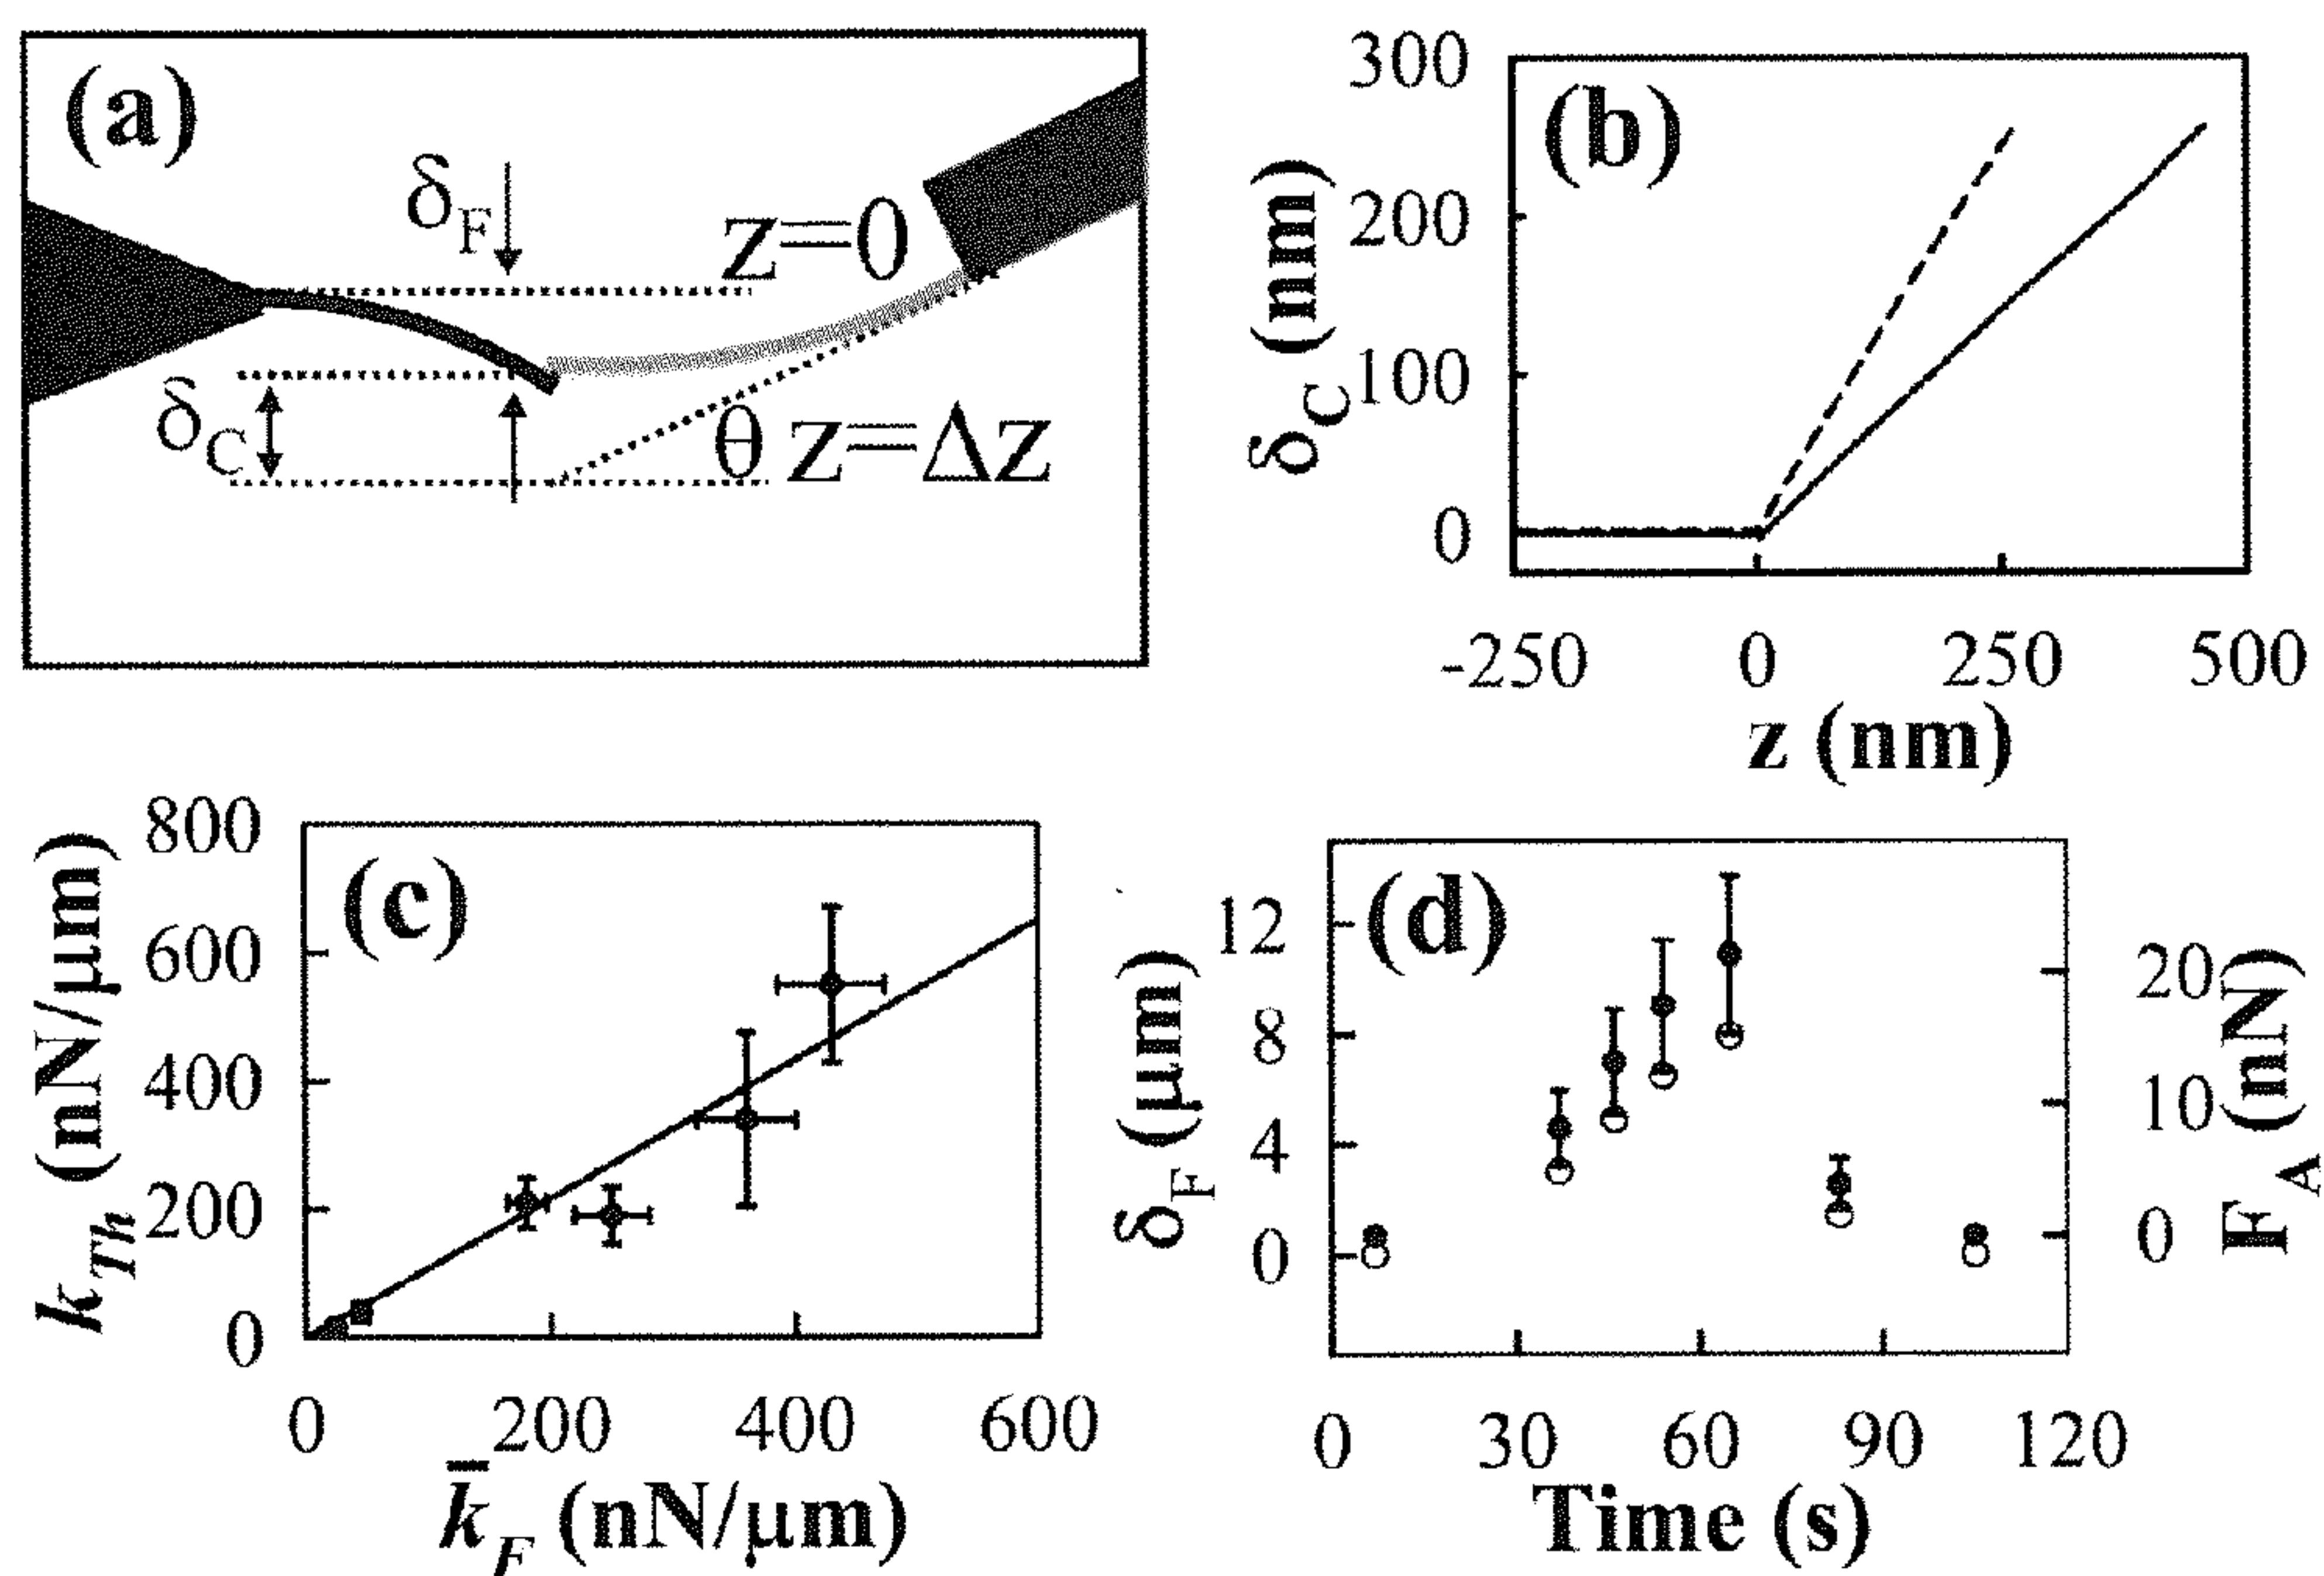 (a)
δF
z=0
δC
θ z=Δz
(b)
δC (nm)
300
200
100
0
-250 0 250 500
z (nm)
(c)
kTh (nN/μm)
800
600
400
200
0
0 200 400 600
k̄F (nN/μm)
(d)
δF (μm)
12
8
4
0
20
10
0
FA (nN)
0 30 60 90 120
Time (s)